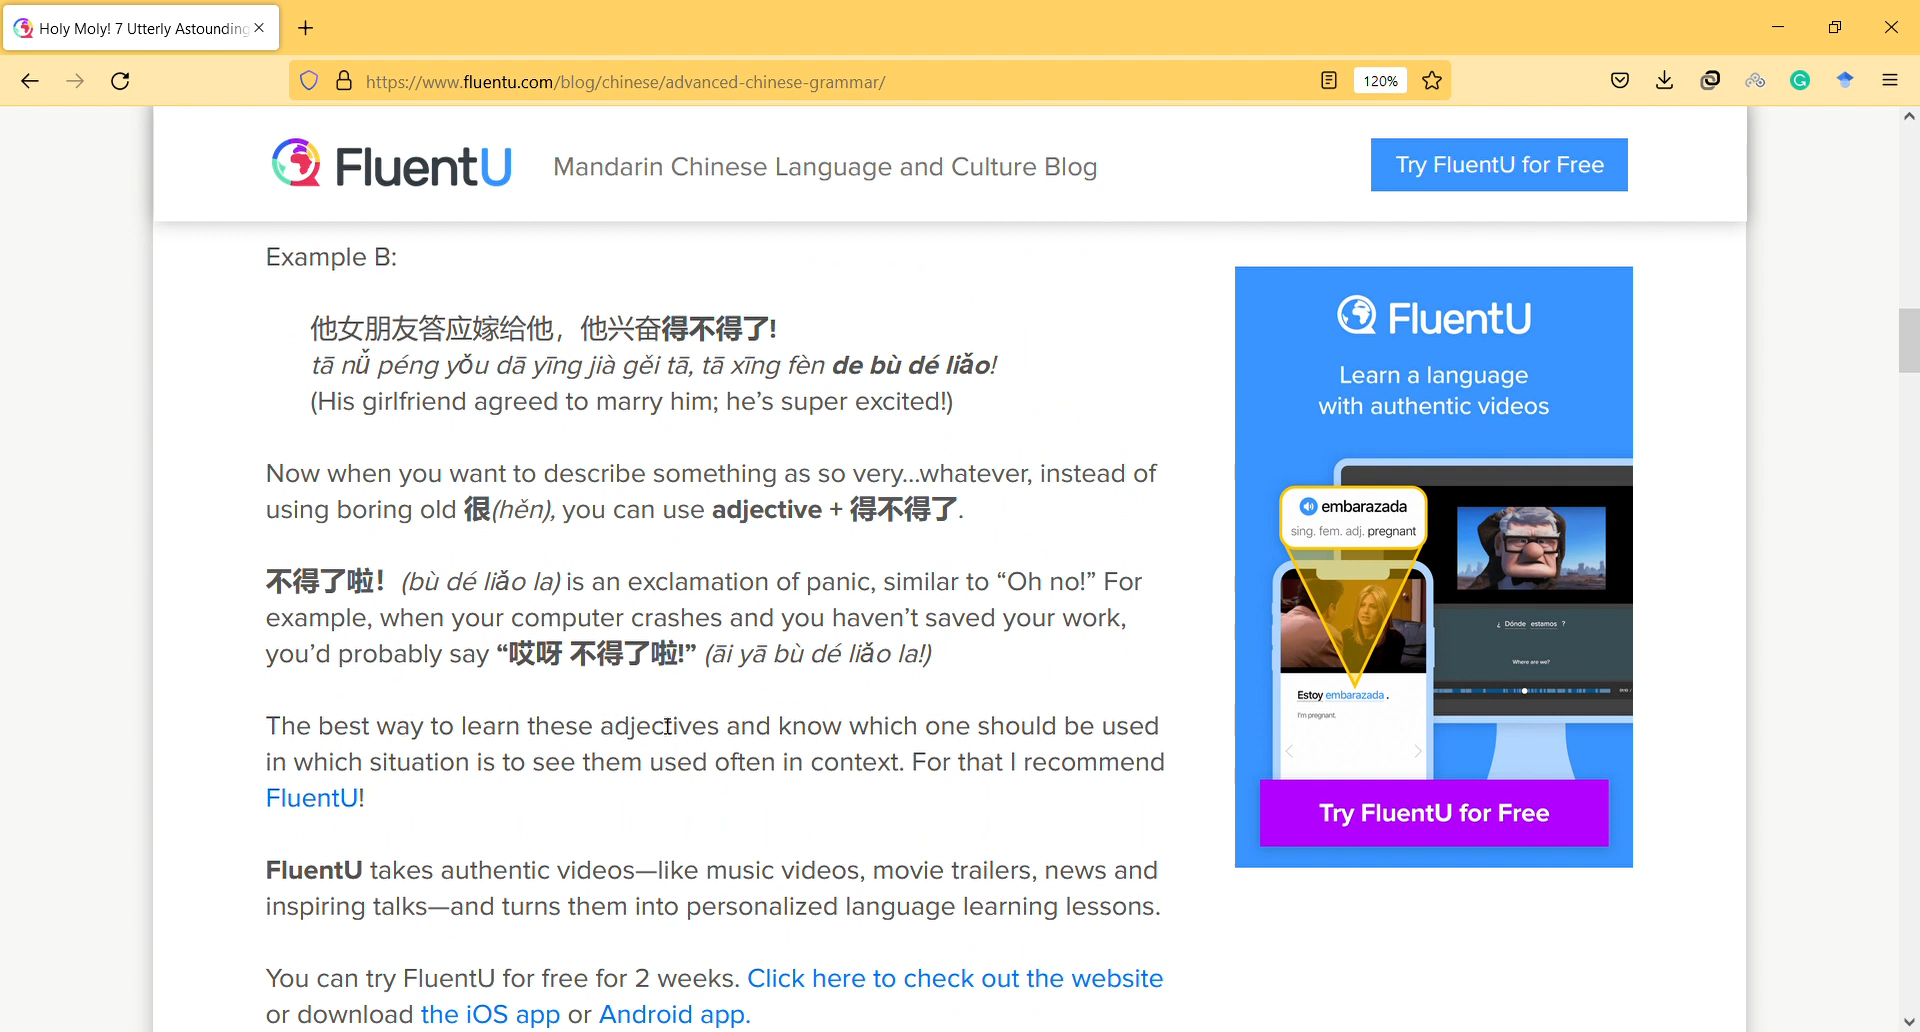 Holy Moly! 7 Utterly Astounding
https://www.fluentu.com/blog/chinese/advanced-chinese-grammar/
120%
FluentU
Mandarin Chinese Language and Culture Blog
Try FluentU for Free
Example B:
他女朋友答应嫁给他，他兴奋得不得了!
tā nǚ péng yǒu dā yīng jià gěi tā, tā xīng fèn de bù dé liǎo!
(His girlfriend agreed to marry him; he’s super excited!)
Now when you want to describe something as so very...whatever, instead of
using boring old 很(hěn), you can use adjective + 得不得了.
不得了啦！ (bù dé liǎo la) is an exclamation of panic, similar to “Oh no!” For
example, when your computer crashes and you haven’t saved your work,
you’d probably say “哎呀 不得了啦!” (āi yā bù dé liǎo la!)
The best way to learn these adjectives and know which one should be used
in which situation is to see them used often in context. For that I recommend
FluentU!
FluentU takes authentic videos—like music videos, movie trailers, news and
inspiring talks—and turns them into personalized language learning lessons.
You can try FluentU for free for 2 weeks. Click here to check out the website
or download the iOS app or Android app.
FluentU
Learn a language
with authentic videos
embarazada
sing. fem. adj. pregnant
¿ Dónde estamos ?
Where are we?
Estoy embarazada .
I'm pregnant.
Try FluentU for Free